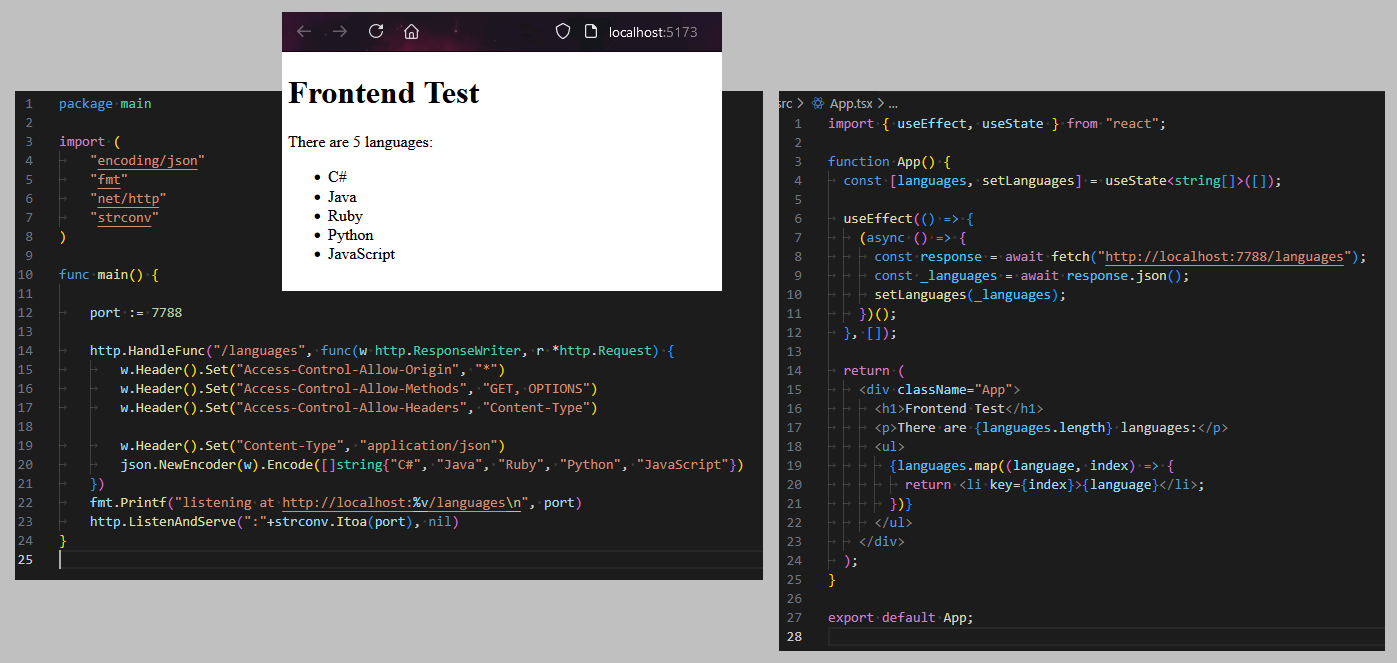 localhost:5173
Frontend Test
There are 5 languages:
• C#
• Java
• Ruby
• Python
• JavaScript
1 package main
2
3 import (
4 "encoding/json"
5 "fmt"
6 "net/http"
7 "strconv"
8 )
9
10 func main() {
11
12 port := 7788
13
14 http.HandleFunc("/languages", func(w http.ResponseWriter, r *http.Request) {
15 w.Header().Set("Access-Control-Allow-Origin", "*")
16 w.Header().Set("Access-Control-Allow-Methods", "GET, OPTIONS")
17 w.Header().Set("Access-Control-Allow-Headers", "Content-Type")
18
19 w.Header().Set("Content-Type", "application/json")
20 json.NewEncoder(w).Encode([]string{"C#", "Java", "Ruby", "Python", "JavaScript"})
21 })
22 fmt.Printf("listening at http://localhost:%v/languages\n", port)
23 http.ListenAndServe(":"+strconv.Itoa(port), nil)
24 }
25
src > App.tsx > ...
1 import { useEffect, useState } from "react";
2
3 function App() {
4 const [languages, setLanguages] = useState<string[]>([]);
5
6 useEffect(() => {
7 (async () => {
8 const response = await fetch("http://localhost:7788/languages");
9 const _languages = await response.json();
10 setLanguages(_languages);
11 })();
12 }, []);
13
14 return (
15 <div className="App">
16 <h1>Frontend Test</h1>
17 <p>There are {languages.length} languages:</p>
18 <ul>
19 {languages.map((language, index) => {
20 return <li key={index}>{language}</li>;
21 })}
22 </ul>
23 </div>
24 );
25 }
26
27 export default App;
28